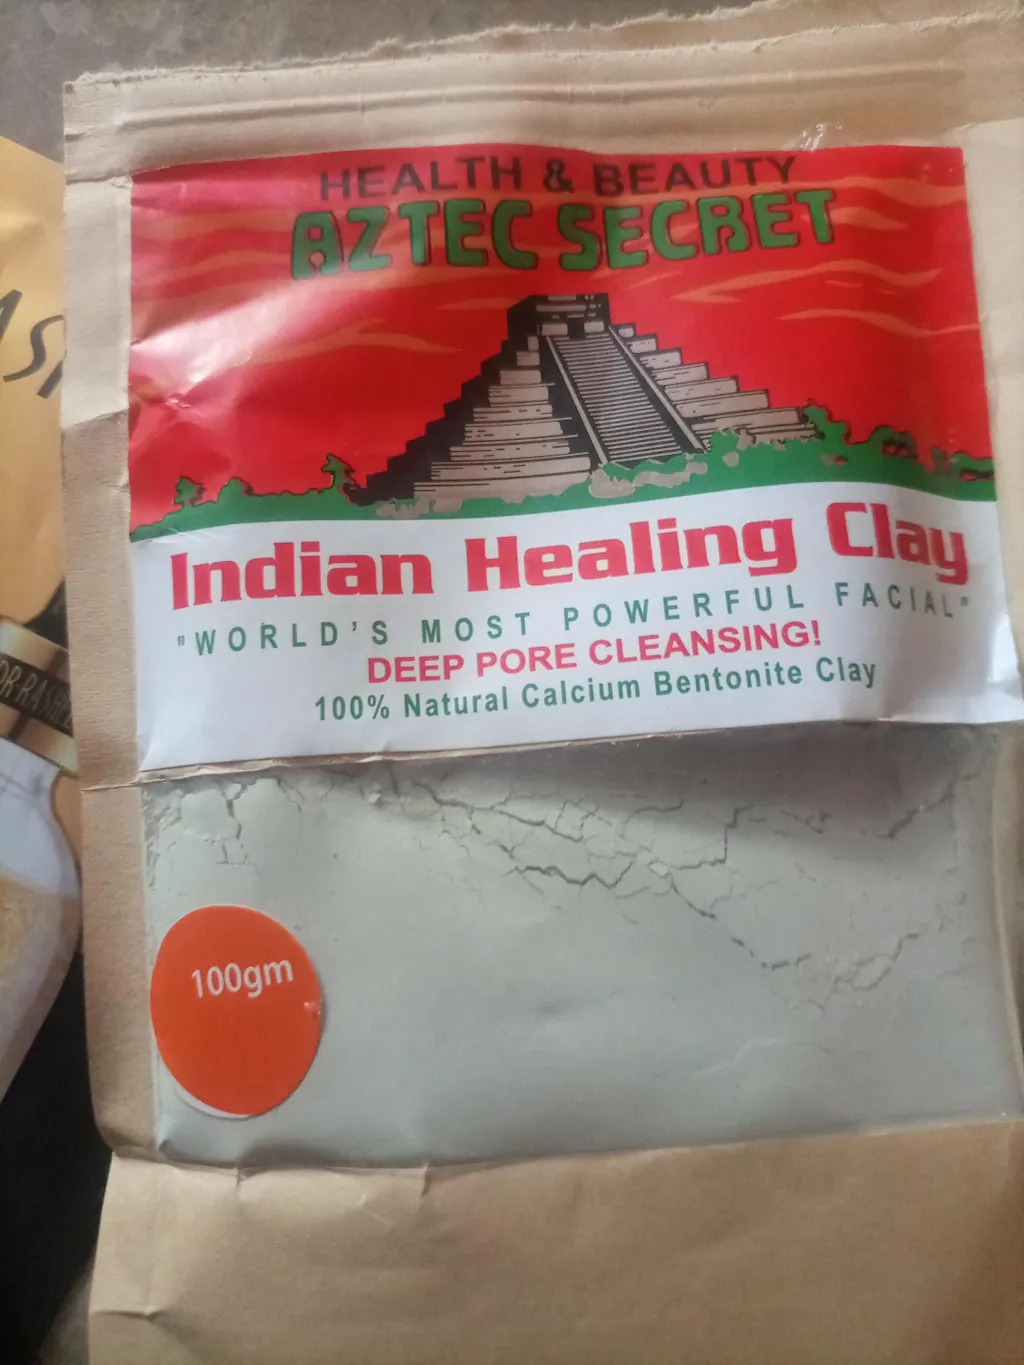 HEALTH & BEAUTY
AZTEC SECRET
Indian Healing Clay
"WORLD'S MOST POWERFUL FACIAL"
DEEP PORE CLEANSING!
100% Natural Calcium Bentonite Clay
100gm